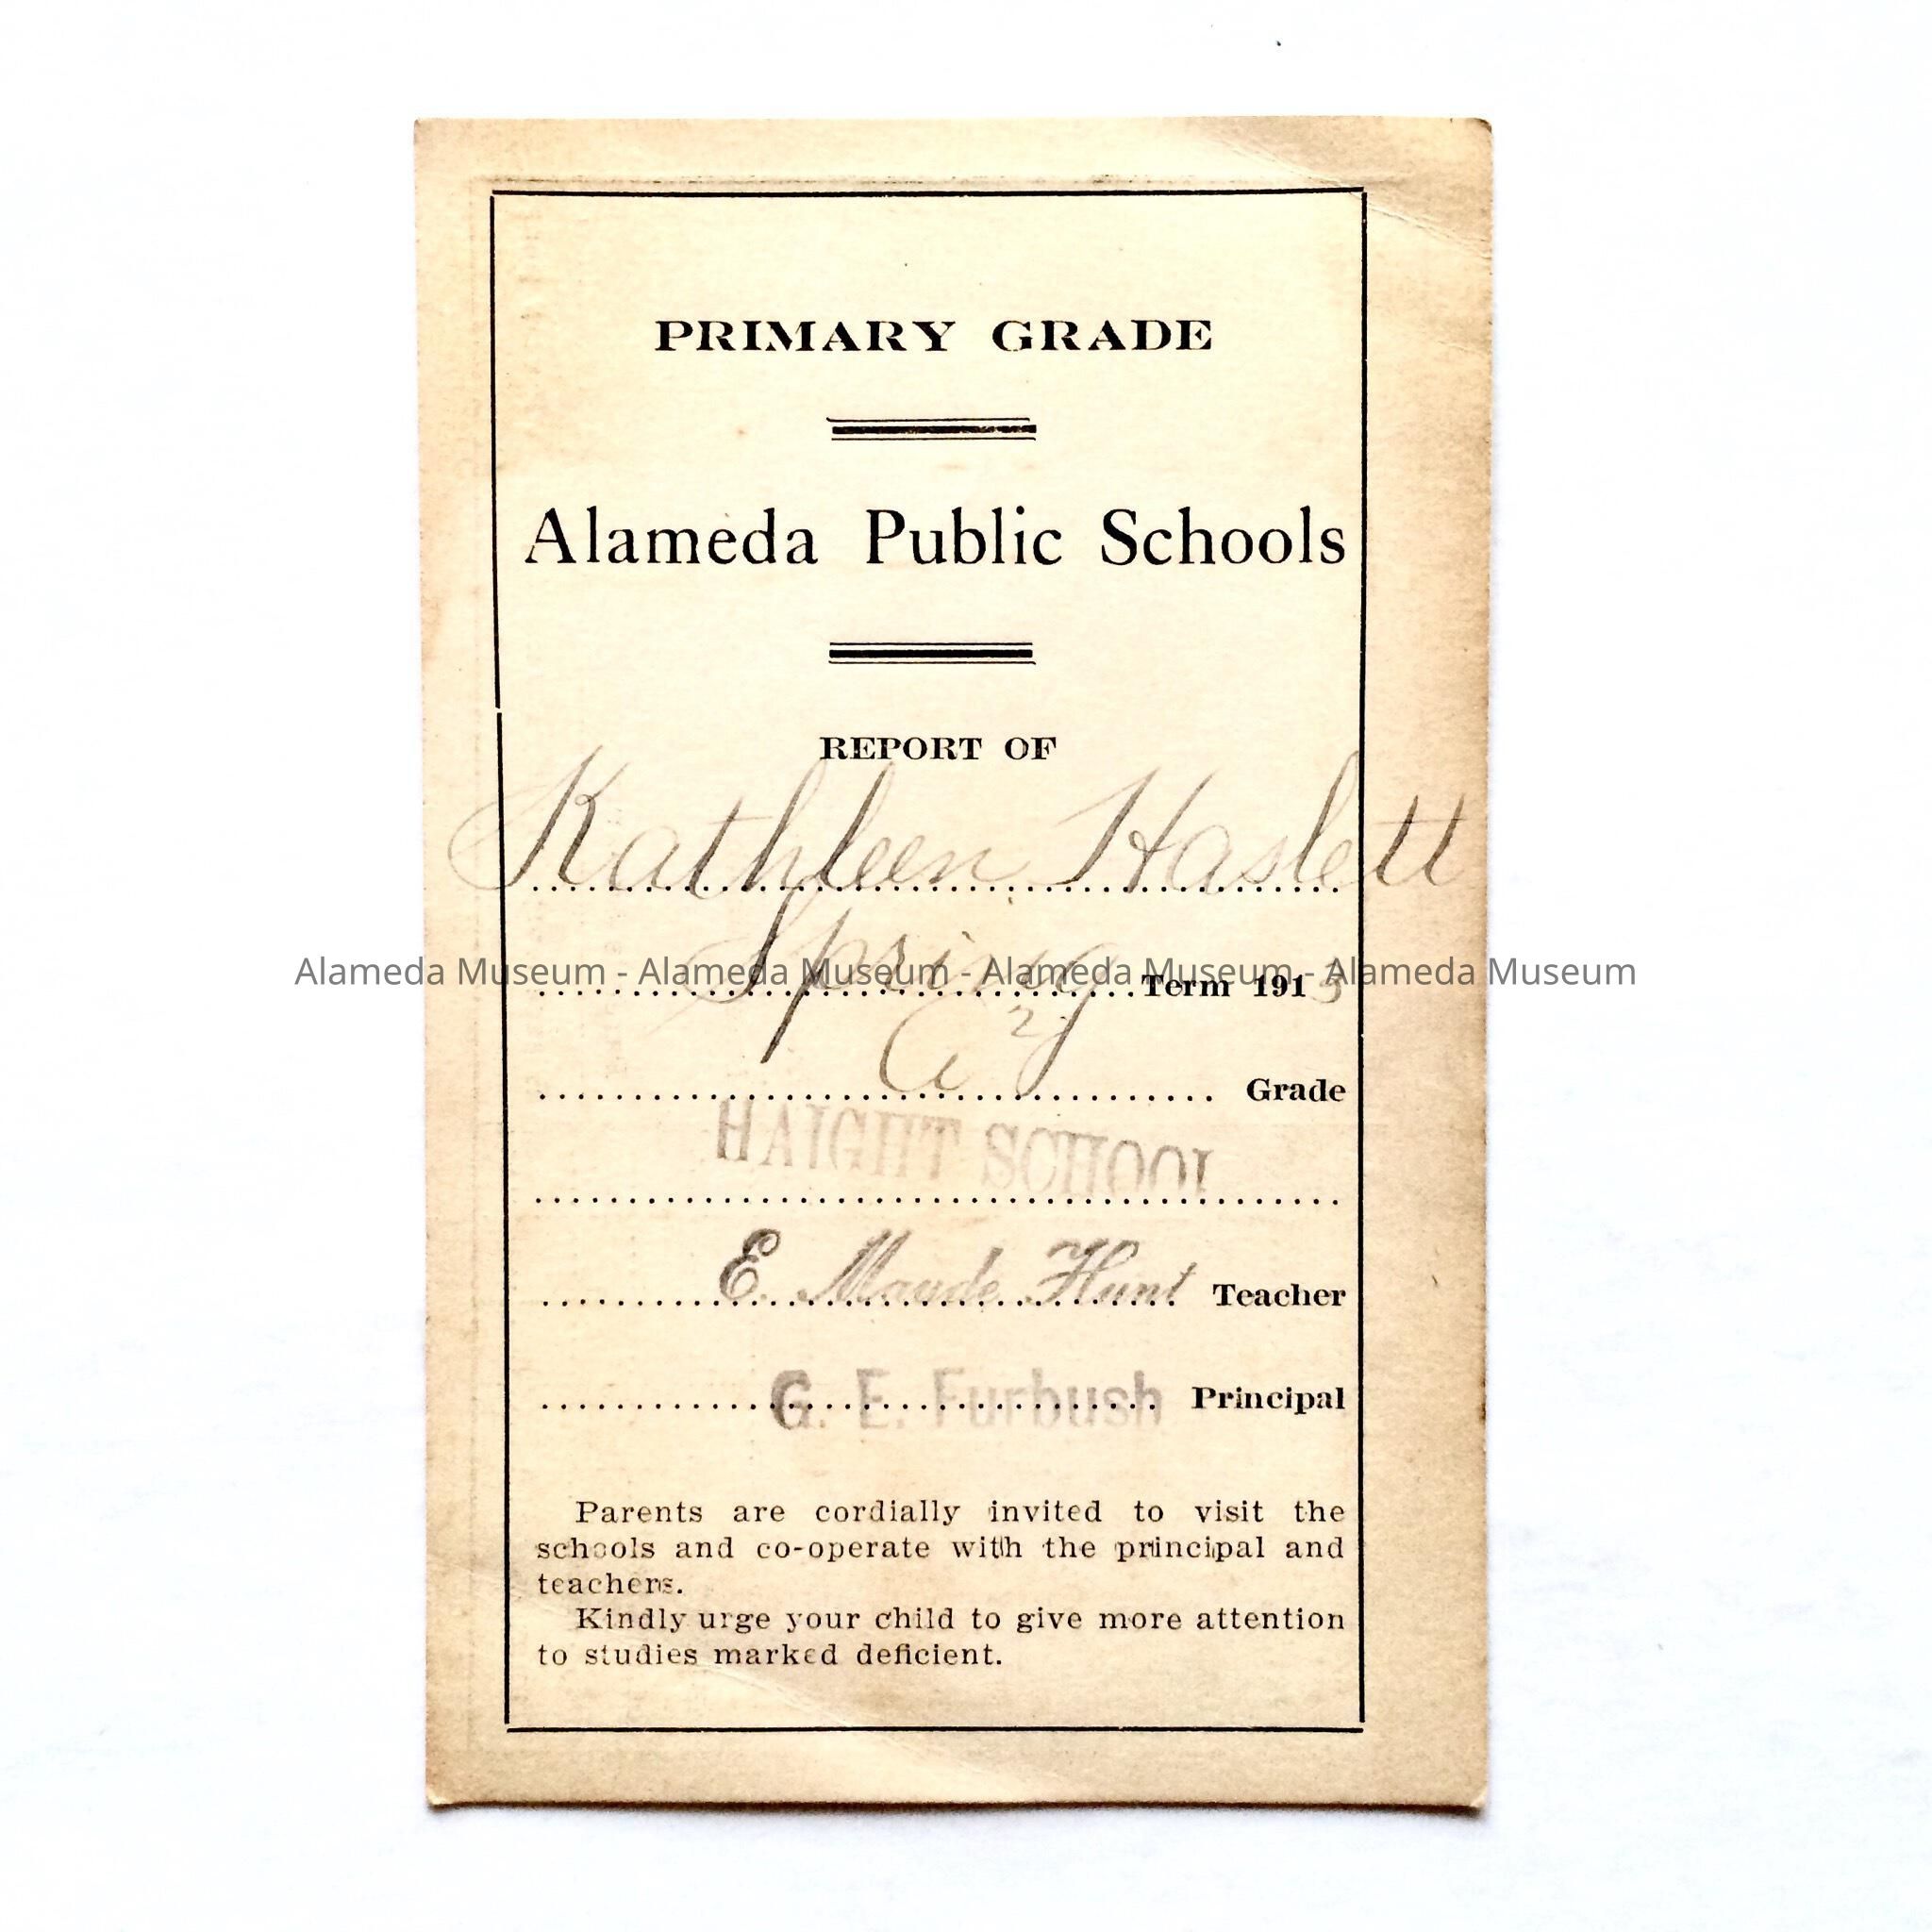 PRIMARY GRADE
Alameda Public Schools
REPORT OF
Kathleen Haslett
Alameda Museum - Alameda Museum - Alameda Museum - Alameda Museum
Spring Term 1913
A2 Grade
HAIGHT SCHOOL
E. Maude Hunt Teacher
G. E. Furbush Principal
Parents are cordially invited to visit the
schools and co-operate with the principal and
teachers.
Kindly urge your child to give more attention
to studies marked deficient.